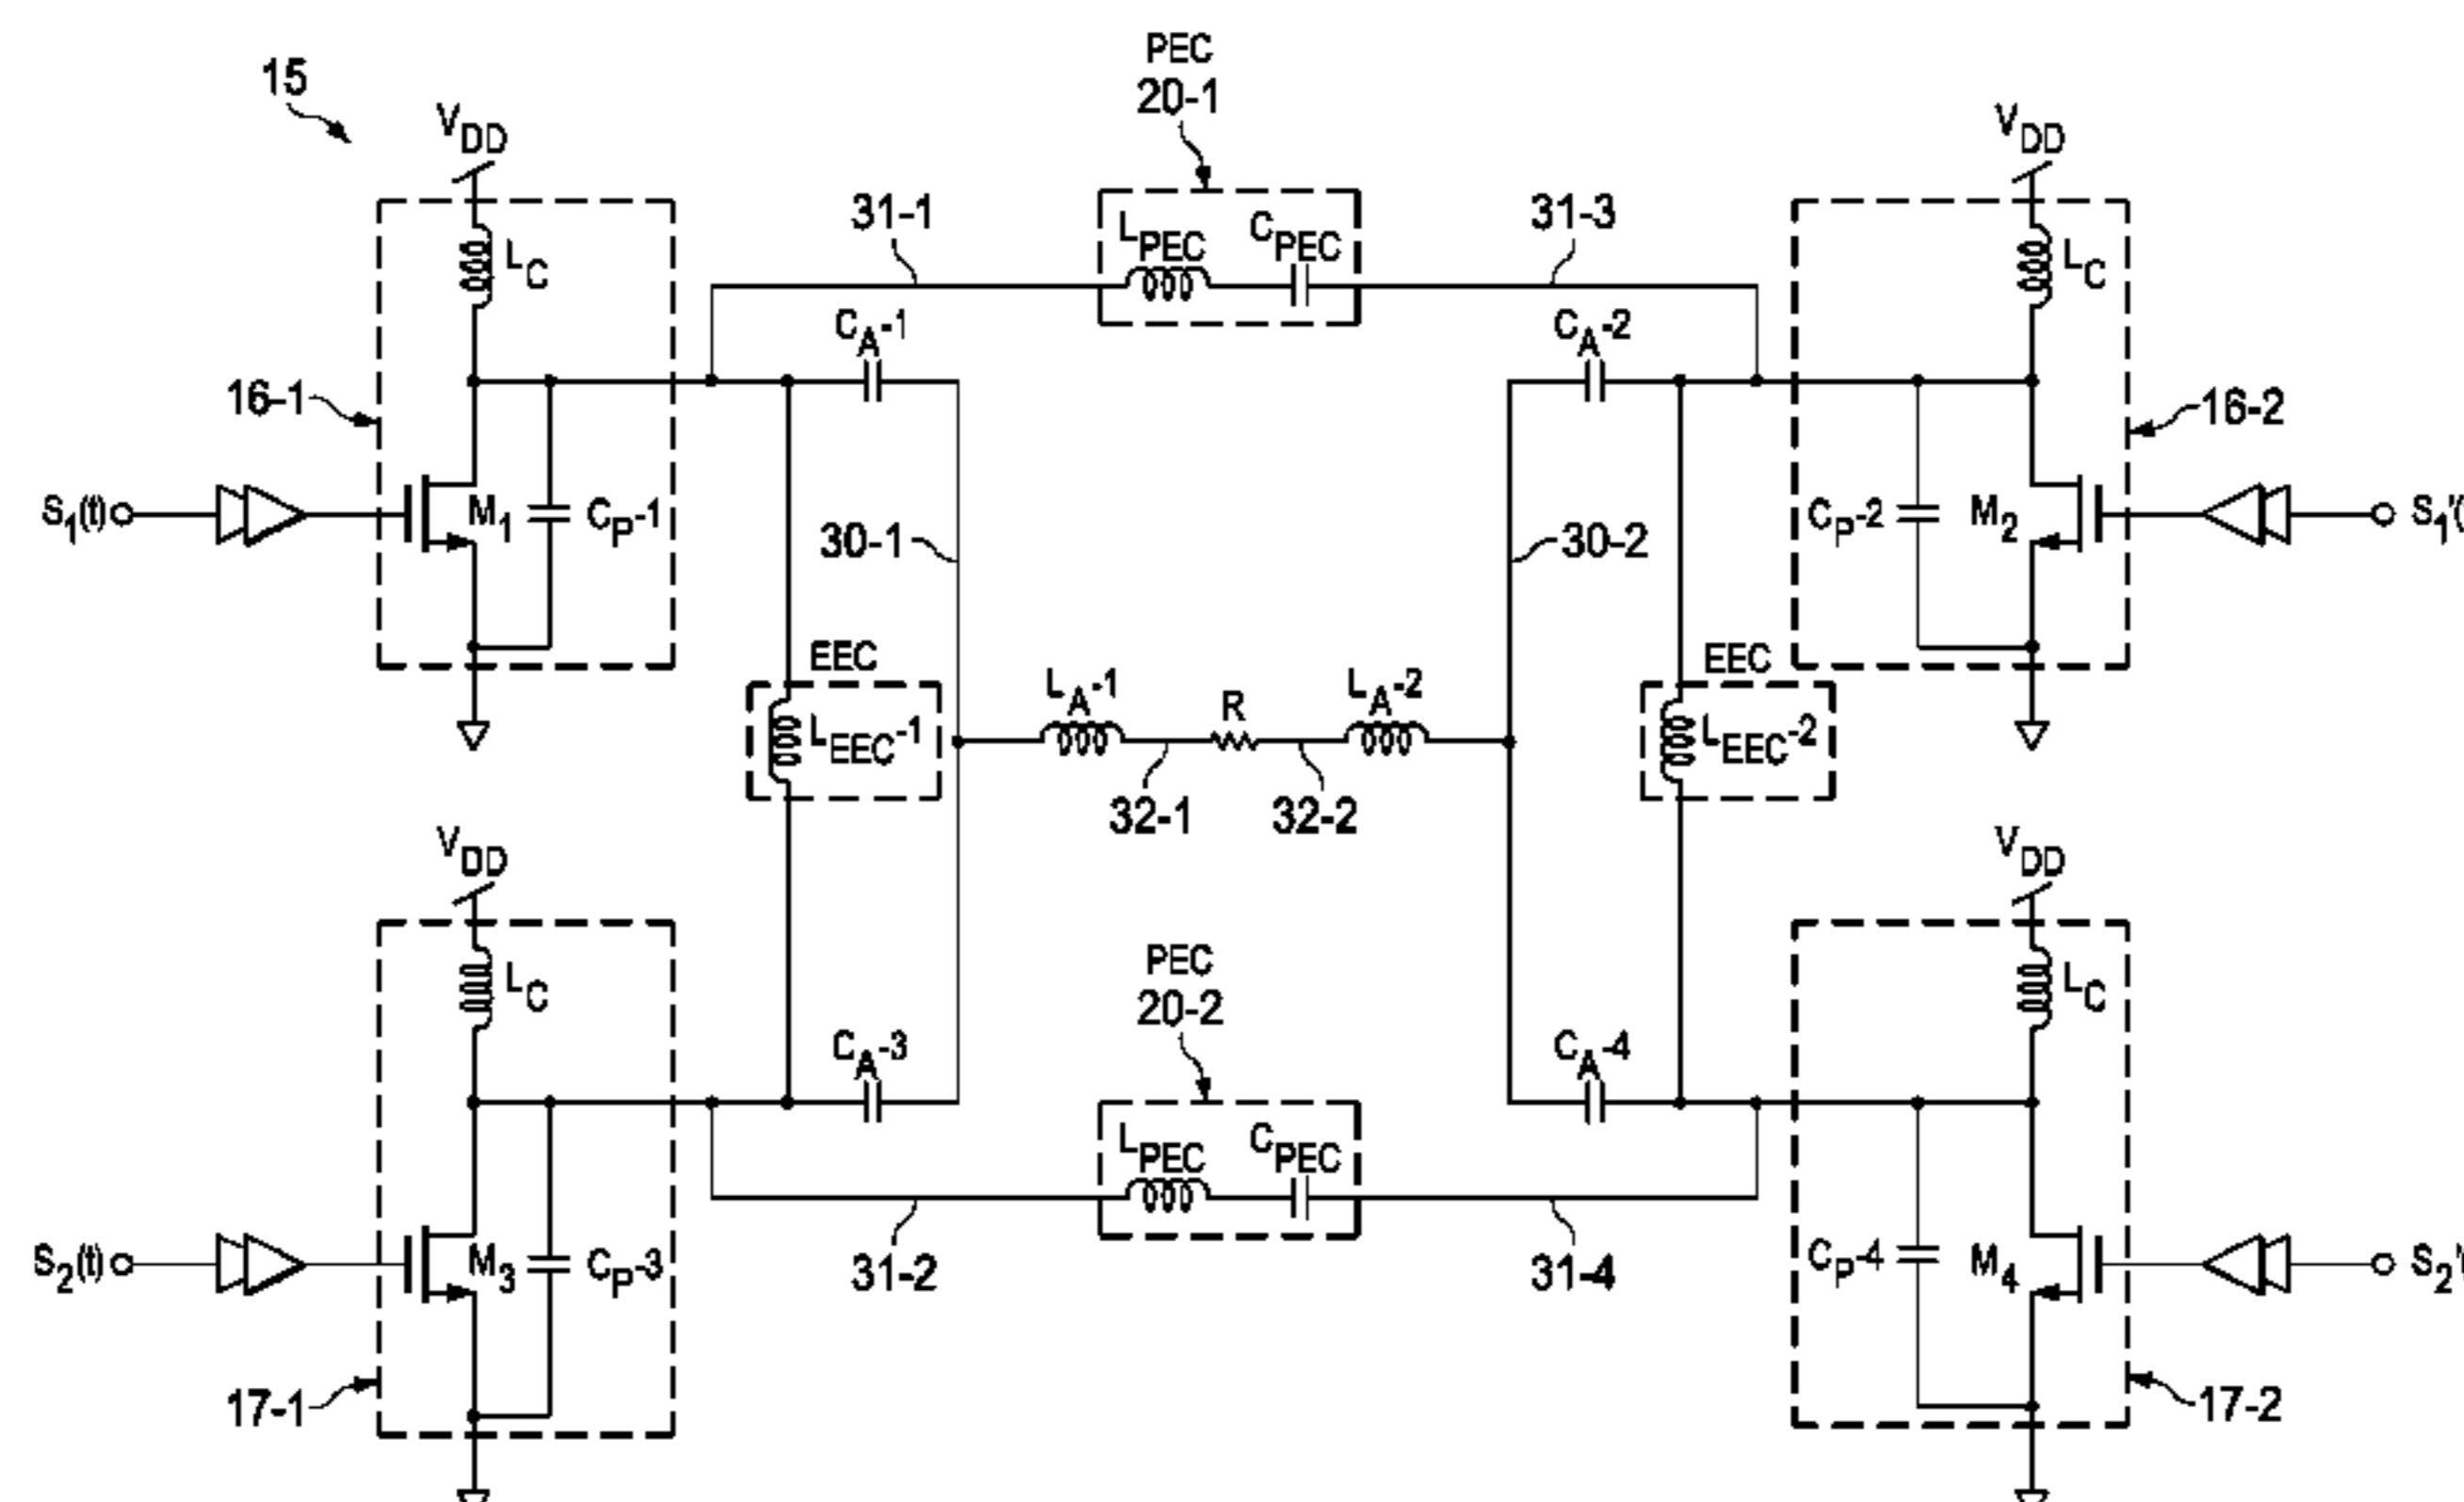 15
PEC
20-1
VDD
VDD
31-1
LPEC
CPEC
31-3
LC
LC
CA-1
CA-2
16-1
16-2
S1(t)
M1
CP-1
30-1
30-2
CP-2
M2
S1'(
EEC
EEC
LEEC-1
LA-1
R
LA-2
LEEC-2
32-1
32-2
VDD
VDD
PEC
20-2
LC
LC
CA-3
CA-4
LPEC
CPEC
S2(t)
M3
CP-3
31-2
31-4
CP-4
M4
S2'(
17-1
17-2